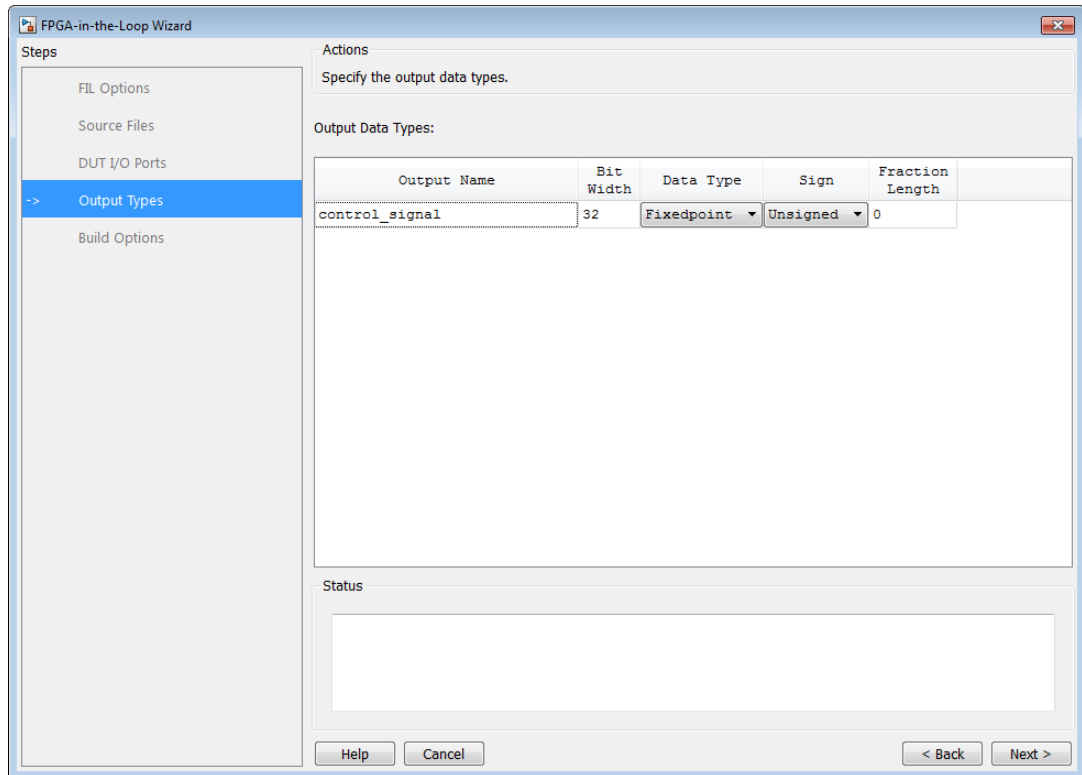 FPGA-in-the-Loop Wizard
Steps
FIL Options
Source Files
DUT I/O Ports
-> Output Types
Build Options
Actions
Specify the output data types.
Output Data Types:
Output Name Bit Width Data Type Sign Fraction Length
control_signal 32 Fixedpoint Unsigned 0
Status
Help Cancel < Back Next >